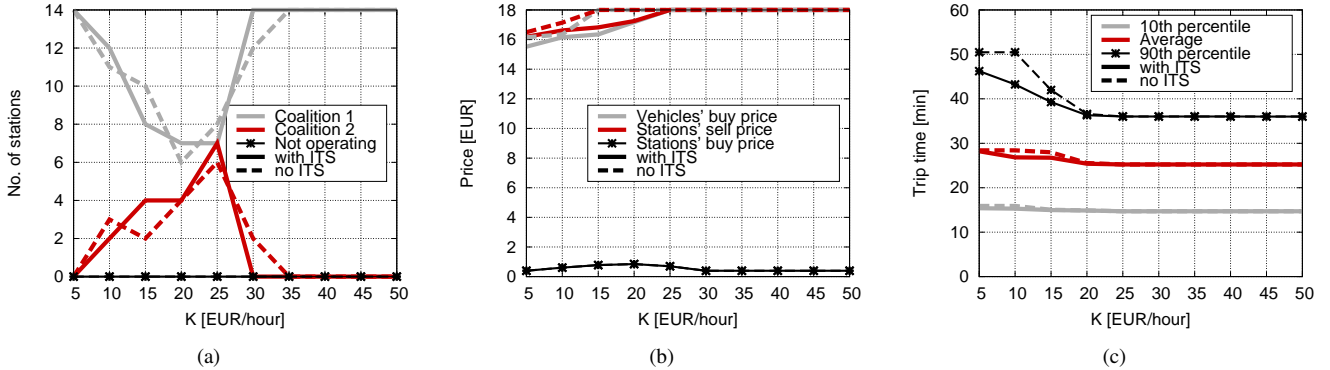 No. of stations
14
12
10
8
6
4
2
0
5 10 15 20 25 30 35 40 45 50
K [EUR/hour]
Coalition 1
Coalition 2
Not operating
with ITS
no ITS
(a)
Price [EUR]
18
16
14
12
10
8
6
4
2
0
5 10 15 20 25 30 35 40 45 50
K [EUR/hour]
Vehicles' buy price
Stations' sell price
Stations' buy price
with ITS
no ITS
(b)
Trip time [min]
60
50
40
30
20
10
0
5 10 15 20 25 30 35 40 45 50
K [EUR/hour]
10th percentile
Average
90th percentile
with ITS
no ITS
(c)